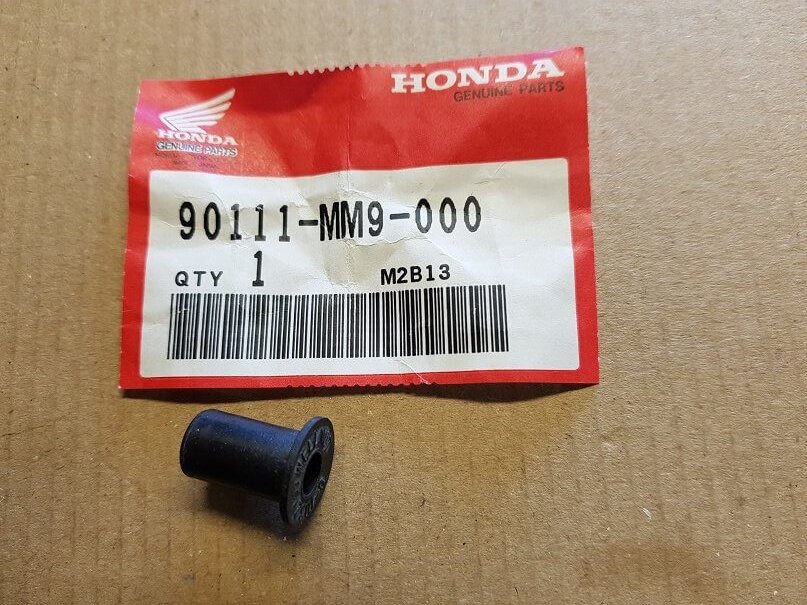 HONDA
GENUINE PARTS
HONDA
GENUINE PARTS
90111-MM9-000
QTY 1 M2B13